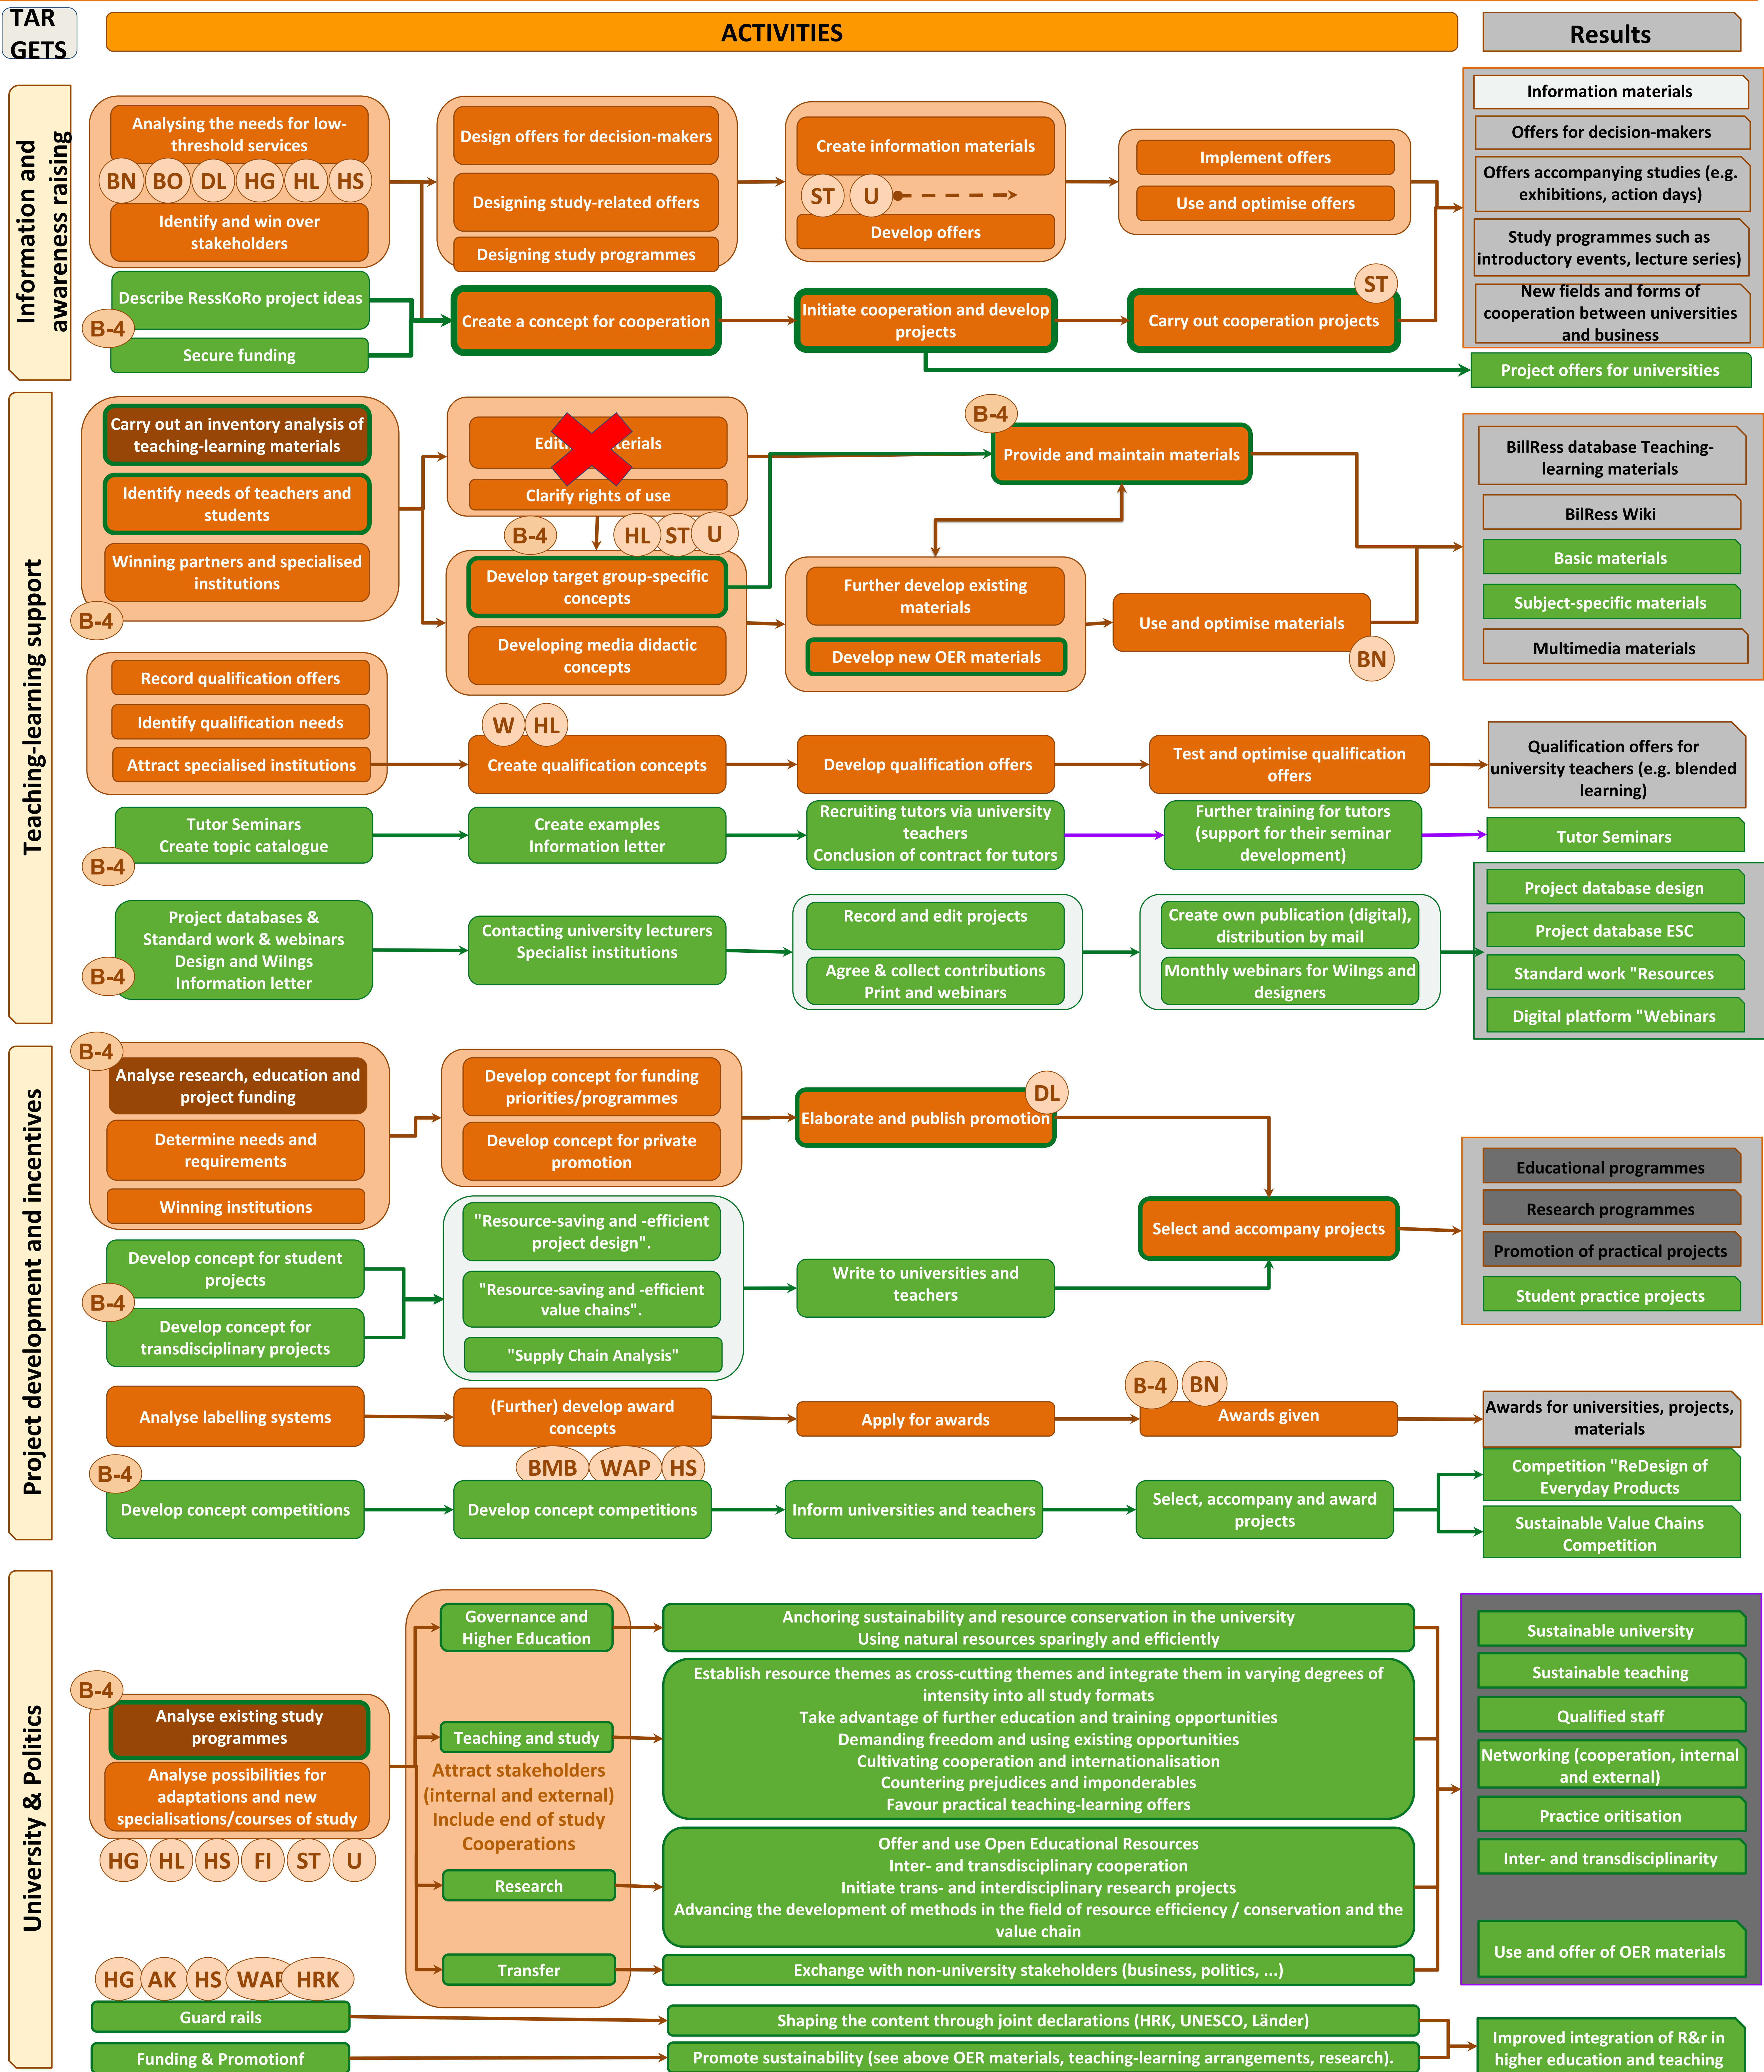 TAR
GETS
ACTIVITIES
Results
Information and
awareness raising
Analysing the needs for low-
threshold services
BN
BO
DL
HG
HL
HS
Identify and win over
stakeholders
Describe RessKoRo project ideas
B-4
Secure funding
Design offers for decision-makers
Designing study-related offers
Designing study programmes
Create a concept for cooperation
Create information materials
ST
U
Develop offers
Initiate cooperation and develop
projects
Implement offers
Use and optimise offers
ST
Carry out cooperation projects
Information materials
Offers for decision-makers
Offers accompanying studies (e.g.
exhibitions, action days)
Study programmes such as
introductory events, lecture series)
New fields and forms of
cooperation between universities
and business
Project offers for universities
Teaching-learning support
Carry out an inventory analysis of
teaching-learning materials
Identify needs of teachers and
students
Winning partners and specialised
institutions
B-4
Clarify rights of use
B-4
HL
ST
U
Develop target group-specific
concepts
Developing media didactic
concepts
B-4
Provide and maintain materials
Further develop existing
materials
Develop new OER materials
Use and optimise materials
BN
BillRess database Teaching-
learning materials
BilRess Wiki
Basic materials
Subject-specific materials
Multimedia materials
Record qualification offers
Identify qualification needs
Attract specialised institutions
W
HL
Create qualification concepts
Develop qualification offers
Test and optimise qualification
offers
Qualification offers for
university teachers (e.g. blended
learning)
Tutor Seminars
Create topic catalogue
B-4
Create examples
Information letter
Recruiting tutors via university
teachers
Conclusion of contract for tutors
Further training for tutors
(support for their seminar
development)
Tutor Seminars
Project databases &
Standard work & webinars
Design and WiIngs
Information letter
B-4
Contacting university lecturers
Specialist institutions
Record and edit projects
Agree & collect contributions
Print and webinars
Create own publication (digital),
distribution by mail
Monthly webinars for WiIngs and
designers
Project database design
Project database ESC
Standard work "Resources
Digital platform "Webinars
Project development and incentives
B-4
Analyse research, education and
project funding
Determine needs and
requirements
Winning institutions
Develop concept for funding
priorities/programmes
Develop concept for private
promotion
DL
Elaborate and publish promotion
Develop concept for student
projects
B-4
Develop concept for
transdisciplinary projects
"Resource-saving and -efficient
project design".
"Resource-saving and -efficient
value chains".
"Supply Chain Analysis"
Write to universities and
teachers
Select and accompany projects
Educational programmes
Research programmes
Promotion of practical projects
Student practice projects
Analyse labelling systems
(Further) develop award
concepts
Apply for awards
B-4
BN
Awards given
Awards for universities, projects,
materials
B-4
Develop concept competitions
BMB
WAP
HS
Develop concept competitions
Inform universities and teachers
Select, accompany and award
projects
Competition "ReDesign of
Everyday Products
Sustainable Value Chains
Competition
University & Politics
B-4
Analyse existing study
programmes
Analyse possibilities for
adaptations and new
specialisations/courses of study
HG
HL
HS
FI
ST
U
Governance and
Higher Education
Teaching and study
Attract stakeholders
(internal and external)
Include end of study
Cooperations
Research
Transfer
Anchoring sustainability and resource conservation in the university
Using natural resources sparingly and efficiently
Establish resource themes as cross-cutting themes and integrate them in varying degrees of
intensity into all study formats
Take advantage of further education and training opportunities
Demanding freedom and using existing opportunities
Cultivating cooperation and internationalisation
Countering prejudices and imponderables
Favour practical teaching-learning offers
Offer and use Open Educational Resources
Inter- and transdisciplinary cooperation
Initiate trans- and interdisciplinary research projects
Advancing the development of methods in the field of resource efficiency / conservation and the
value chain
Exchange with non-university stakeholders (business, politics, ...)
Sustainable university
Sustainable teaching
Qualified staff
Networking (cooperation, internal
and external)
Practice oritisation
Inter- and transdisciplinarity
Use and offer of OER materials
HG
AK
HS
WAP
HRK
Guard rails
Shaping the content through joint declarations (HRK, UNESCO, Länder)
Funding & Promotionf
Promote sustainability (see above OER materials, teaching-learning arrangements, research).
Improved integration of R&r in
higher education and teaching